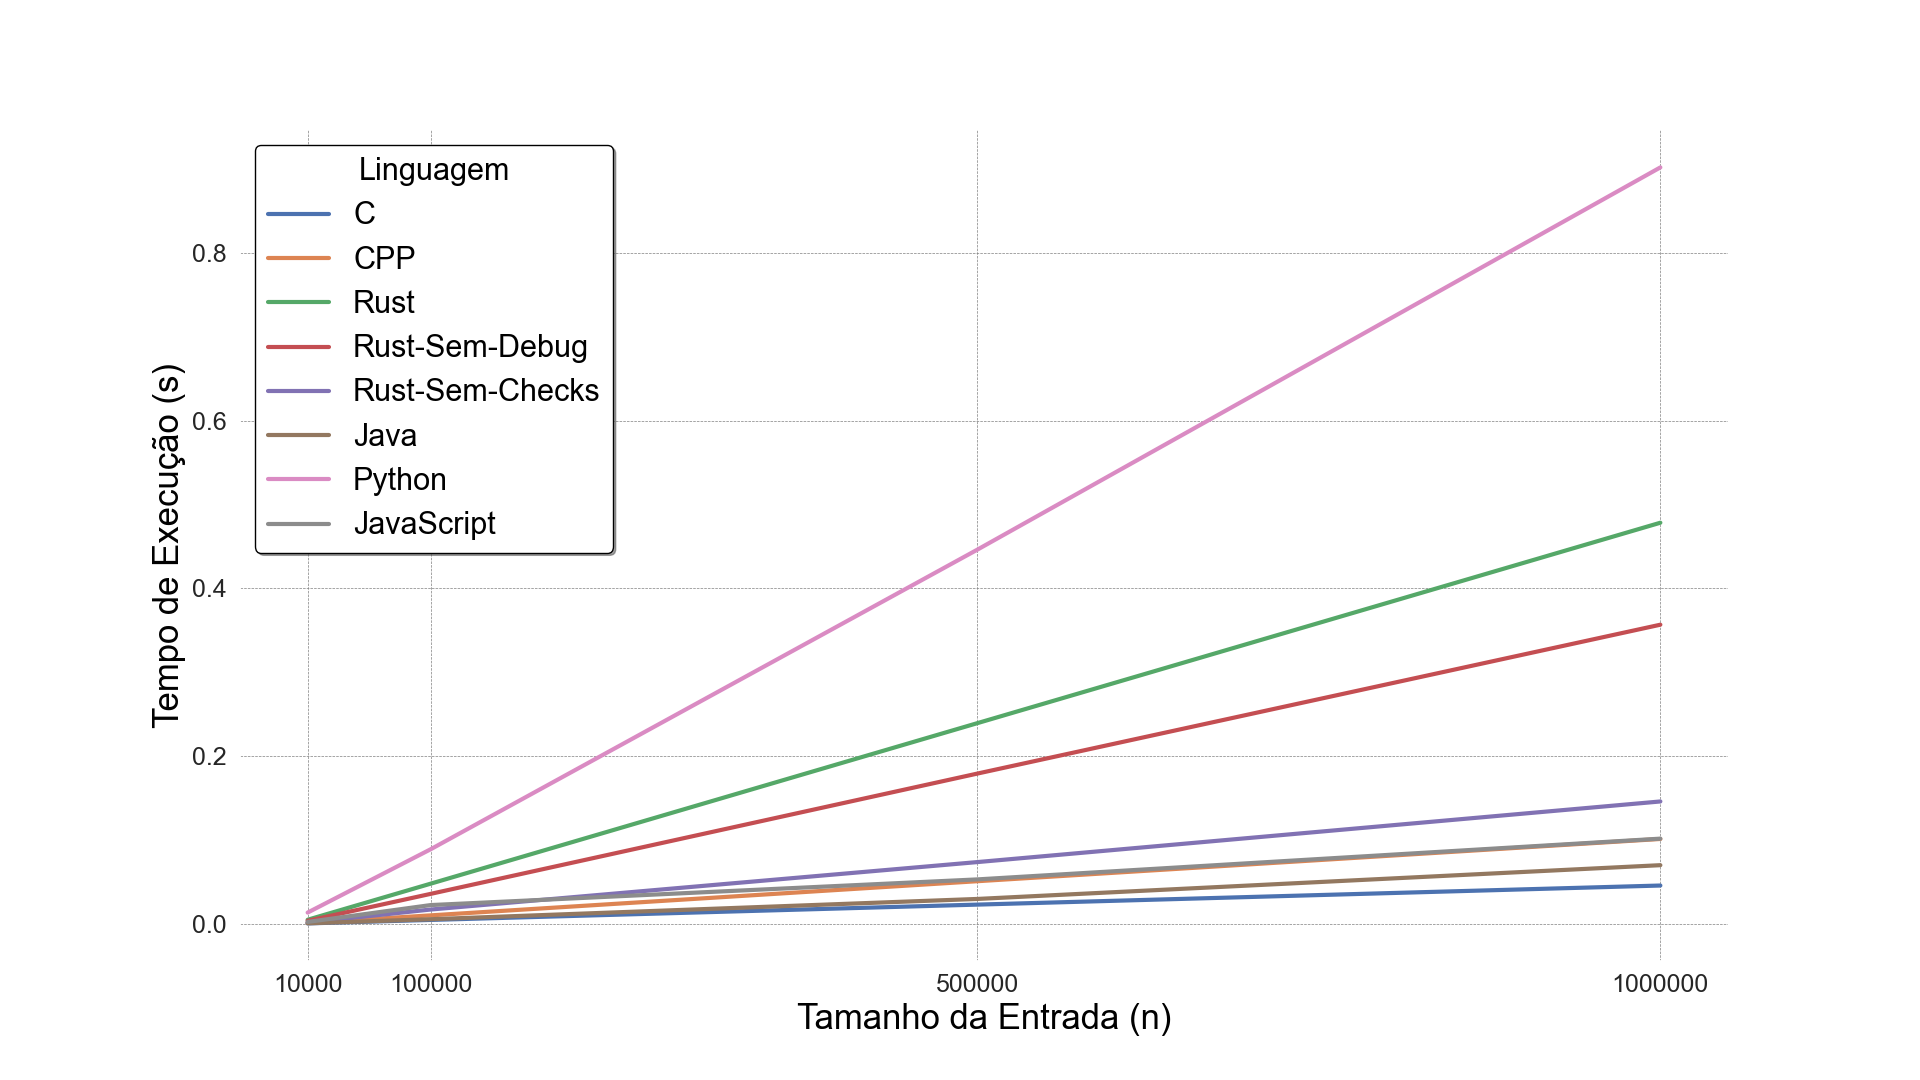 Linguagem
C
CPP
Rust
Rust-Sem-Debug
Rust-Sem-Checks
Java
Python
JavaScript
Tempo de Execução (s)
0.8
0.6
0.4
0.2
0.0
10000 100000 500000 1000000
Tamanho da Entrada (n)